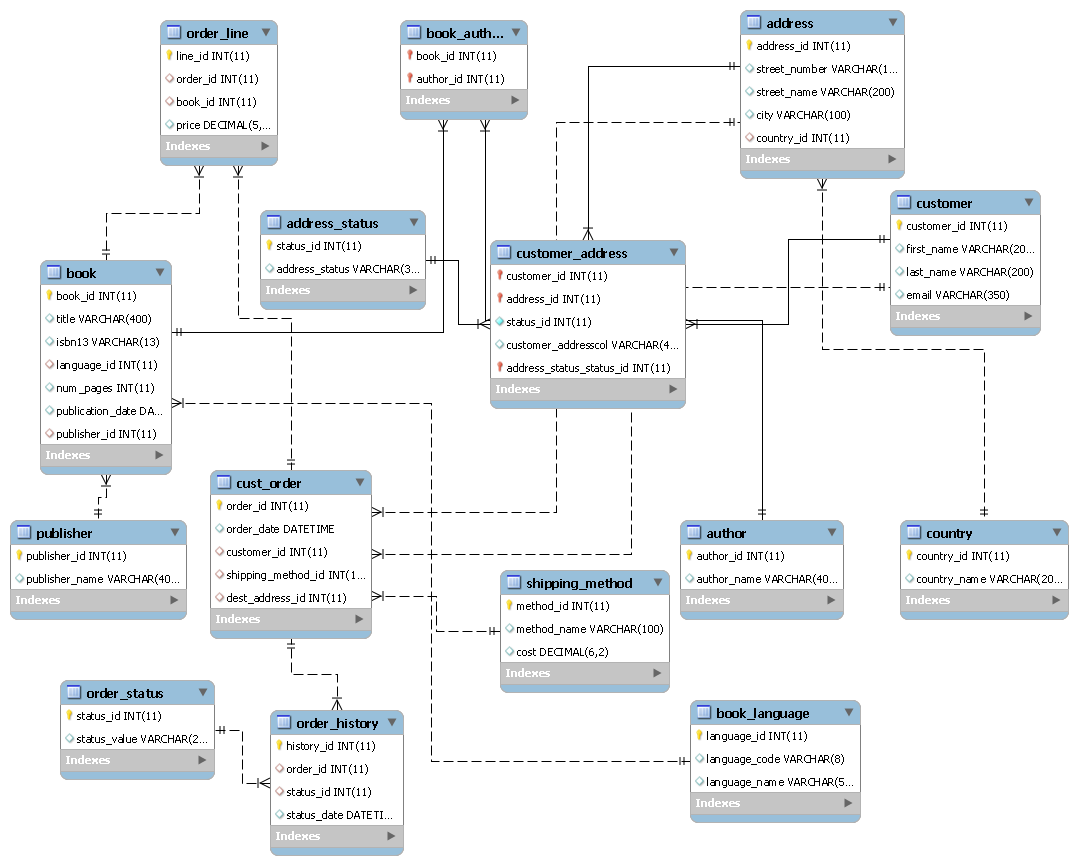 order_line
line_id INT(11)
order_id INT(11)
book_id INT(11)
price DECIMAL(5,...
Indexes
book_auth...
book_id INT(11)
author_id INT(11)
Indexes
address
address_id INT(11)
street_number VARCHAR(1...
street_name VARCHAR(200)
city VARCHAR(100)
country_id INT(11)
Indexes
address_status
status_id INT(11)
address_status VARCHAR(3...
Indexes
customer
customer_id INT(11)
first_name VARCHAR(20...
last_name VARCHAR(200)
email VARCHAR(350)
Indexes
book
book_id INT(11)
title VARCHAR(400)
isbn13 VARCHAR(13)
language_id INT(11)
num_pages INT(11)
publication_date DA...
publisher_id INT(11)
Indexes
customer_address
customer_id INT(11)
address_id INT(11)
status_id INT(11)
customer_addresscol VARCHAR(4...
address_status_status_id INT(11)
Indexes
cust_order
order_id INT(11)
order_date DATETIME
customer_id INT(11)
shipping_method_id INT(1...
dest_address_id INT(11)
Indexes
publisher
publisher_id INT(11)
publisher_name VARCHAR(40...
Indexes
shipping_method
method_id INT(11)
method_name VARCHAR(100)
cost DECIMAL(6,2)
Indexes
author
author_id INT(11)
author_name VARCHAR(40...
Indexes
country
country_id INT(11)
country_name VARCHAR(20...
Indexes
order_status
status_id INT(11)
status_value VARCHAR(2...
Indexes
order_history
history_id INT(11)
order_id INT(11)
status_id INT(11)
status_date DATETI...
Indexes
book_language
language_id INT(11)
language_code VARCHAR(8)
language_name VARCHAR(5...
Indexes